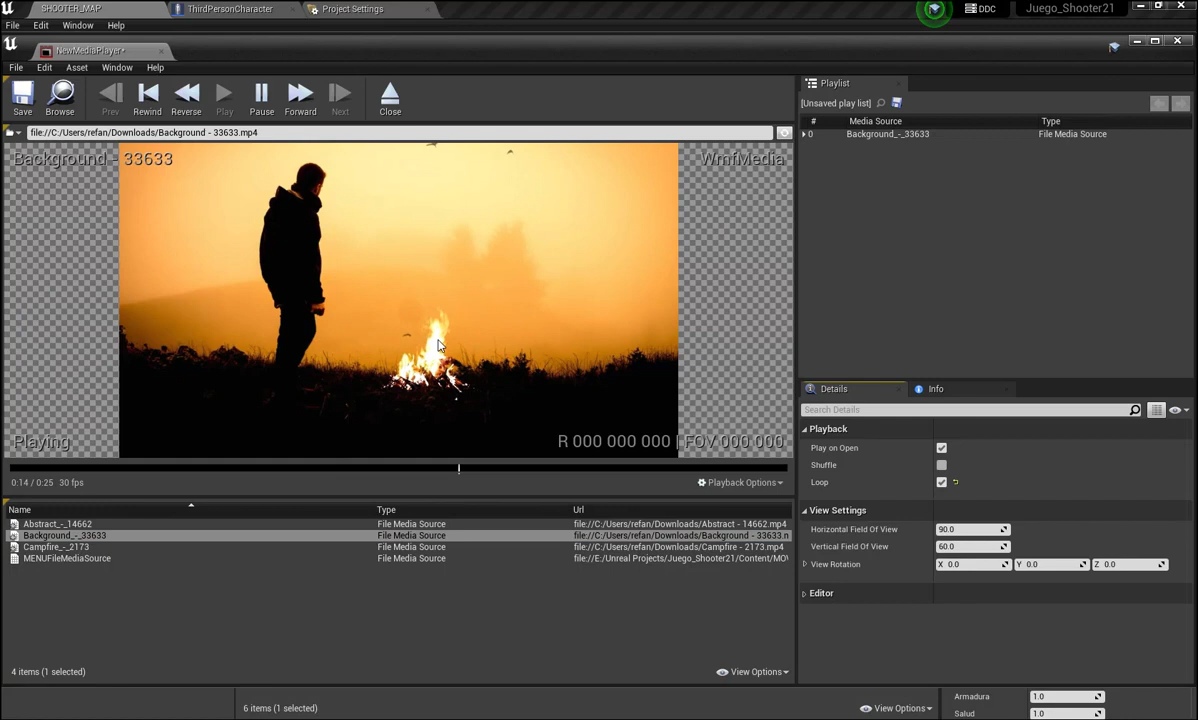 SHOOTER_MAP
ThirdPersonCharacter
Project Settings
DDC
Juego_Shooter21
File Edit Window Help
NewMediaPlayer*
File Edit Asset Window Help
Save Browse Prev Rewind Reverse Play Pause Forward Next Close
file://C:/Users/refan/Downloads/Background - 33633.mp4
Background - 33633
WmfMedia
Playing
R 000 000 000 | FOV 000 000
0:14 / 0:25 30 fps
Playback Options
Name Type Url
Abstract_-_14662 File Media Source file://C:/Users/refan/Downloads/Abstract - 14662.mp4
Background_-_33633 File Media Source file://C:/Users/refan/Downloads/Background - 33633.n
Campfire_-_2173 File Media Source file://C:/Users/refan/Downloads/Campfire - 2173.mp4
MENUFileMediaSource File Media Source file://E:/Unreal Projects/Juego_Shooter21/Content/MO
4 items (1 selected)
View Options
6 items (1 selected)
View Options
Playlist
[Unsaved play list]
# Media Source Type
0 Background_-_33633 File Media Source
Details
Info
Search Details
Playback
Play on Open
Shuffle
Loop
View Settings
Horizontal Field Of View 90.0
Vertical Field Of View 60.0
View Rotation X 0.0 Y 0.0 Z 0.0
Editor
Armadura 1.0
Salud 1.0